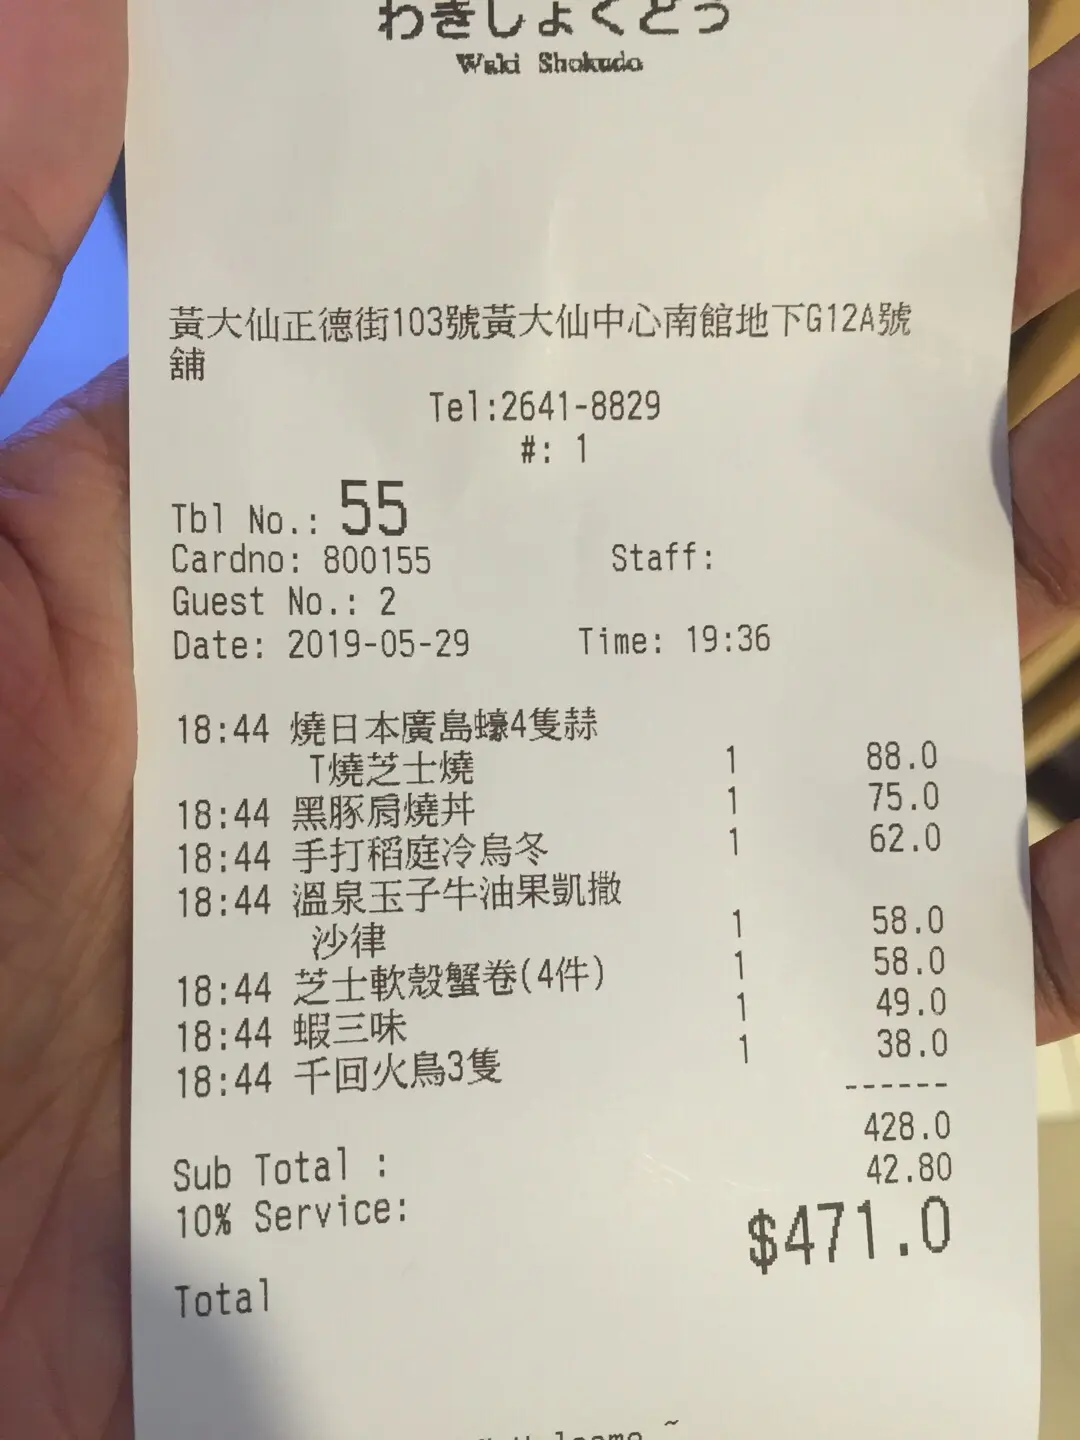 わきしょくどう
Waki Shokudo
黃大仙正德街103號黃大仙中心南館地下G12A號
舖
Tel:2641-8829
#: 1
Tbl No.: 55
Cardno: 800155 Staff:
Guest No.: 2
Date: 2019-05-29 Time: 19:36
18:44 燒日本廣島蠔4隻蒜
T燒芝士燒 1 88.0
18:44 黑豚肩燒丼 1 75.0
18:44 手打稻庭冷烏冬 1 62.0
18:44 溫泉玉子牛油果凱撒
沙律 1 58.0
18:44 芝士軟殼蟹卷(4件) 1 58.0
18:44 蝦三味 1 49.0
18:44 千回火鳥3隻 1 38.0
------
Sub Total : 428.0
10% Service: 42.80
Total $471.0
~